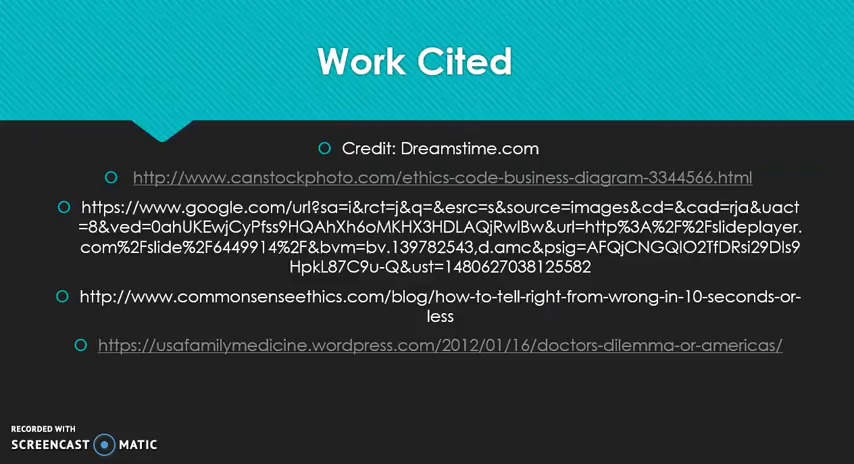 Work Cited
Credit: Dreamstime.com
http://www.canstockphoto.com/ethics-code-business-diagram-3344566.html
https://www.google.com/url?sa=i&rct=j&q=&esrc=s&source=images&cd=&cad=rja&uact
=8&ved=0ahUKEwjCyPfss9HQAhXh6oMKHX3HDLAQjRwIBw&url=http%3A%2F%2Fslideplayer.
com%2Fslide%2F6449914%2F&bvm=bv.139782543,d.amc&psig=AFQjCNGQlO2TfDRsi29DIs9
HpkL87C9u-Q&ust=1480627038125582
http://www.commonsenseethics.com/blog/how-to-tell-right-from-wrong-in-10-seconds-or-
less
https://usafamilymedicine.wordpress.com/2012/01/16/doctors-dilemma-or-americas/
RECORDED WITH
SCREENCAST MATIC